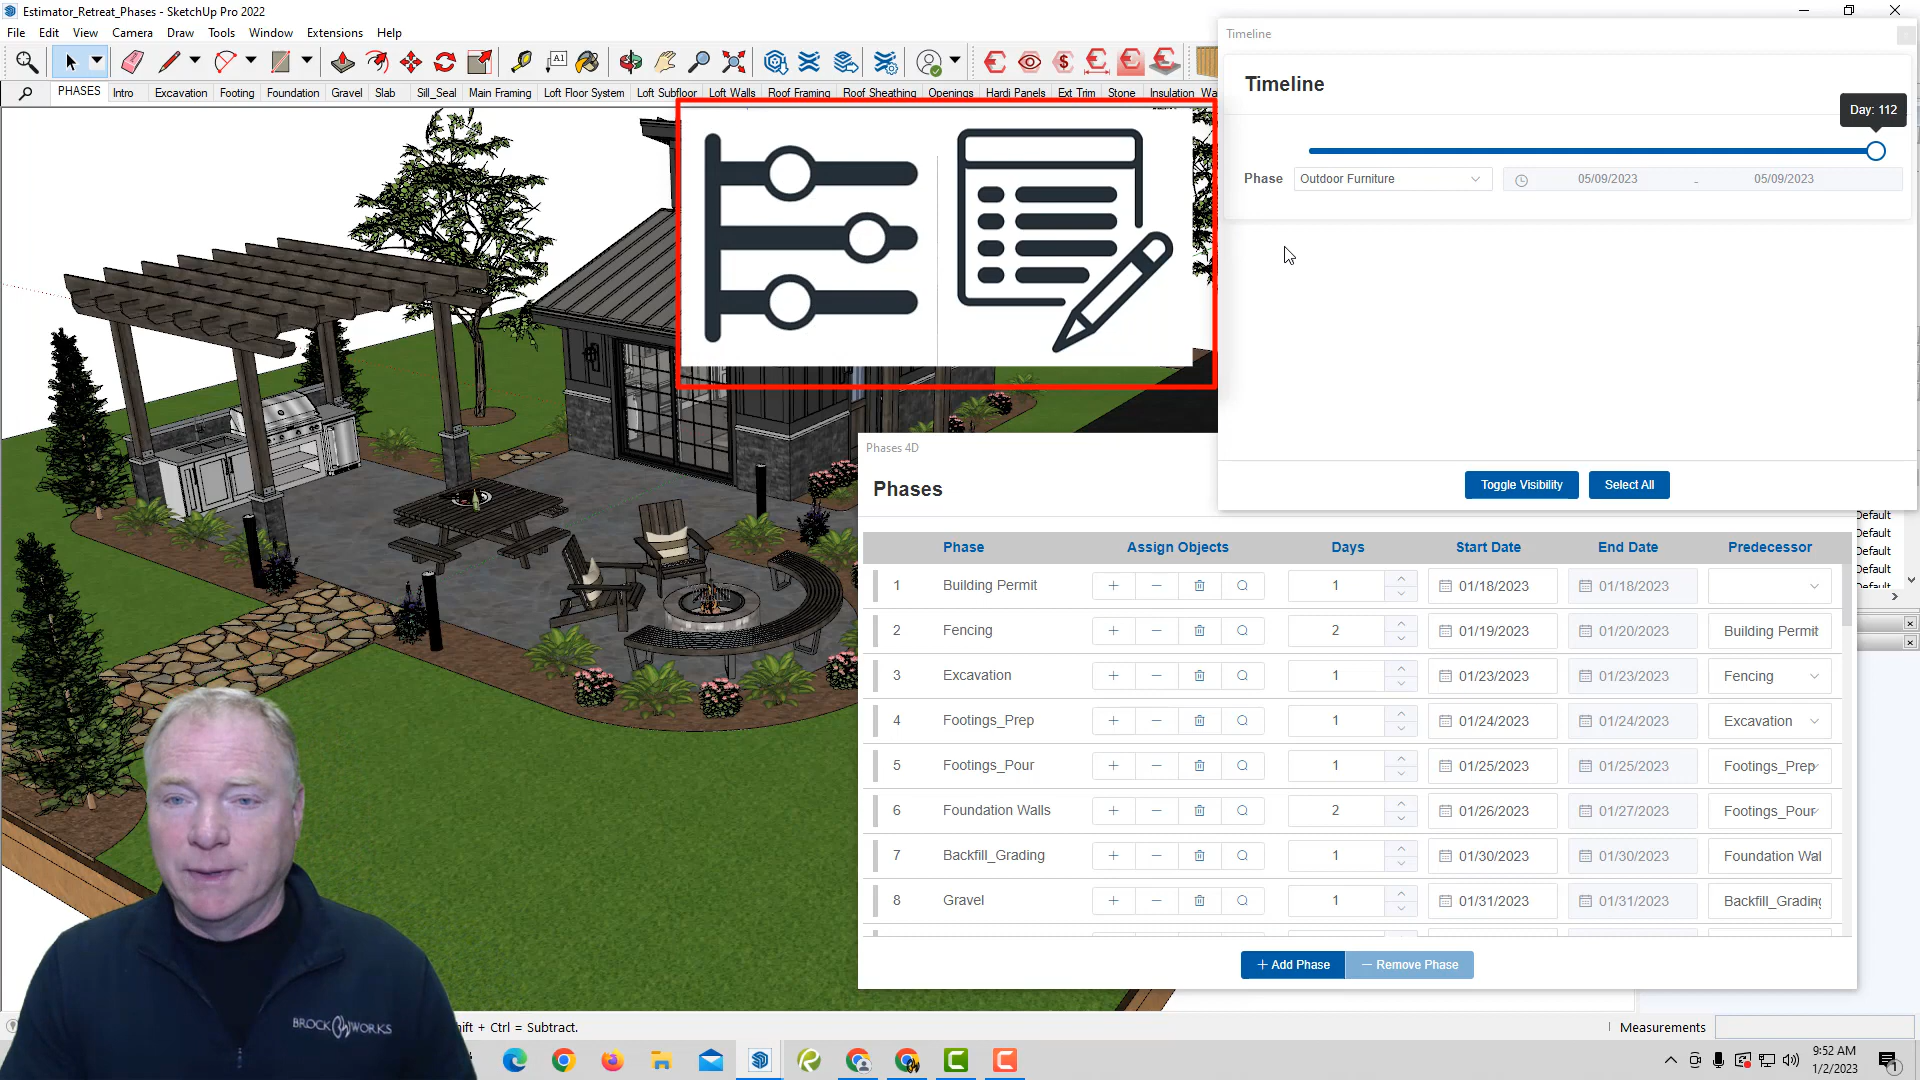 Estimator_Retreat_Phases - SketchUp Pro 2022
File Edit View Camera Draw Tools Window Extensions Help
A1
PHASES Intro Excavation Footing Foundation Gravel Slab Sill_Seal Main Framing Loft Floor System Loft Subfloor Loft Walls Roof Framing Roof Sheathing Openings Hardi Panels Ext Trim Stone Insulation
Timeline
Timeline
Day: 112
Phase Outdoor Furniture 05/09/2023 - 05/09/2023
Toggle Visibility Select All
Default
Default
Default
Default
Default
Phases 4D
Phases
Phase Assign Objects Days Start Date End Date Predecessor
1 Building Permit 1 01/18/2023 01/18/2023
2 Fencing 2 01/19/2023 01/20/2023 Building Permit
3 Excavation 1 01/23/2023 01/23/2023 Fencing
4 Footings_Prep 1 01/24/2023 01/24/2023 Excavation
5 Footings_Pour 1 01/25/2023 01/25/2023 Footings_Prep
6 Foundation Walls 2 01/26/2023 01/27/2023 Footings_Pour
7 Backfill_Grading 1 01/30/2023 01/30/2023 Foundation Wal
8 Gravel 1 01/31/2023 01/31/2023 Backfill_Grading
+ Add Phase − Remove Phase
BROCK WORKS
ift + Ctrl = Subtract.
Measurements
9:52 AM
1/2/2023
1